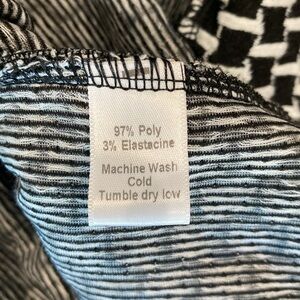 97% Poly
3% Elastacine
Machine Wash
Cold
Tumble dry low